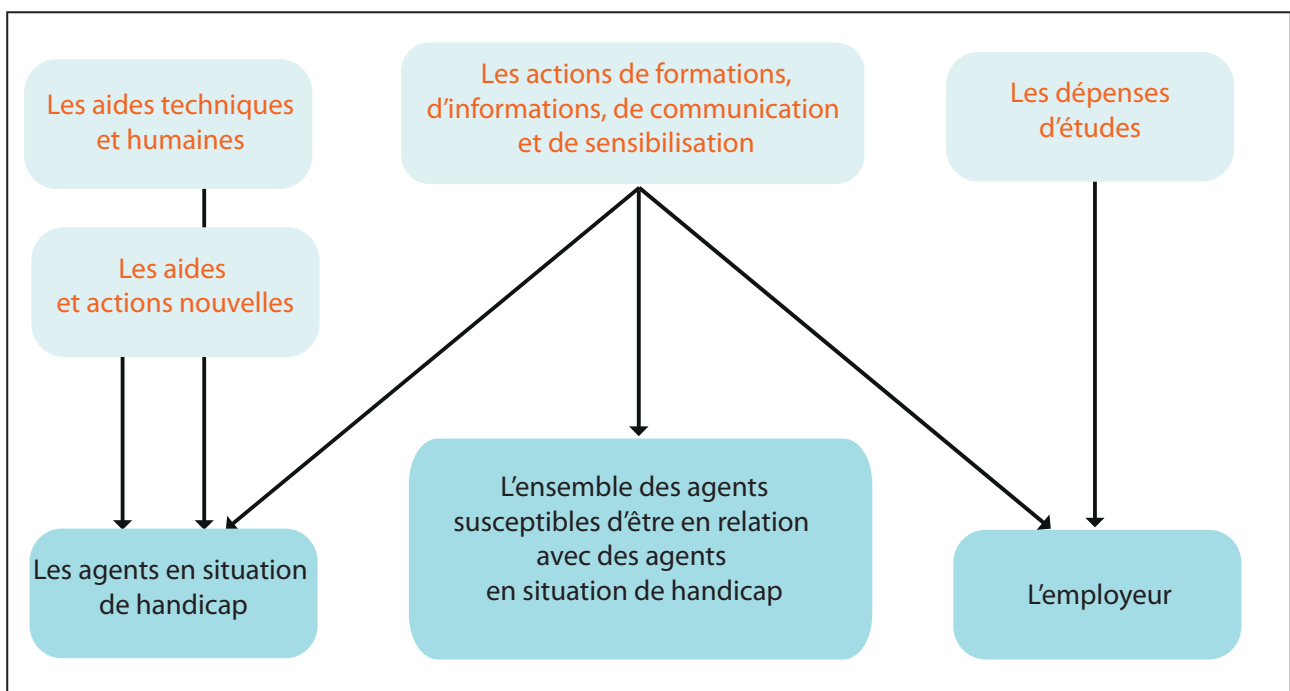 Les aides techniques
et humaines
Les actions de formations,
d’informations, de communication
et de sensibilisation
Les dépenses
d’études
Les aides
et actions nouvelles
Les agents en situation
de handicap
L’ensemble des agents
susceptibles d’être en relation
avec des agents
en situation de handicap
L’employeur